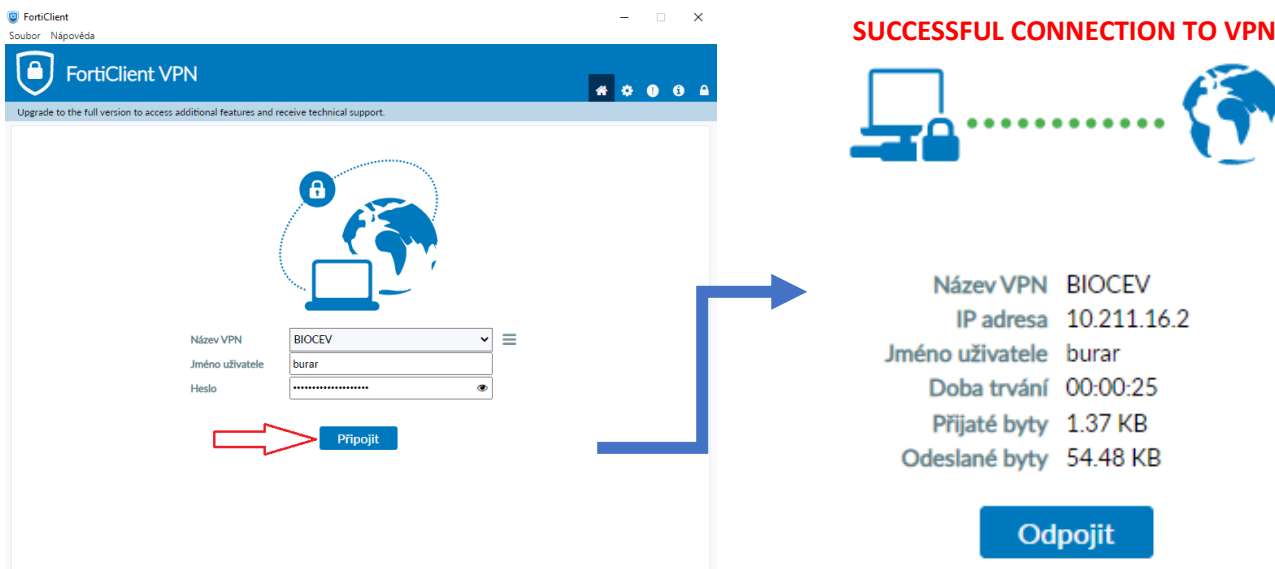 FortiClient
Soubor Nápověda
FortiClient VPN
Upgrade to the full version to access additional features and receive technical support.
Název VPN BIOCEV
Jméno uživatele burar
Heslo ••••••••••••••••••••
Připojit
SUCCESSFUL CONNECTION TO VPN
Název VPN BIOCEV
IP adresa 10.211.16.2
Jméno uživatele burar
Doba trvání 00:00:25
Přijaté byty 1.37 KB
Odeslané byty 54.48 KB
Odpojit